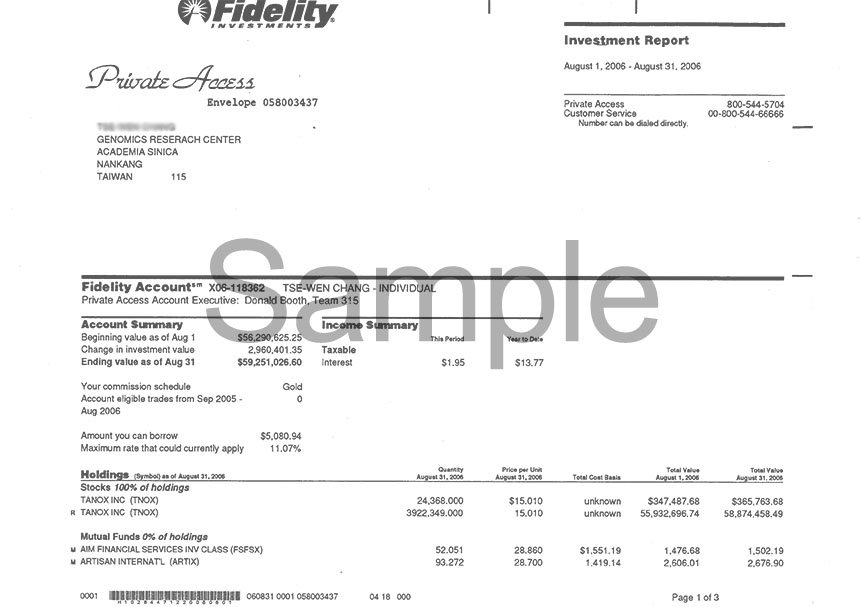 Fidelity
INVESTMENTS
Investment Report
August 1, 2006 - August 31, 2006
Private Access
Envelope 058003437
Private Access 800-544-5704
Customer Service 00-800-544-66666
Number can be dialed directly.
GENOMICS RESERACH CENTER
ACADEMIA SINICA
NANKANG
TAIWAN 115
Sample
Fidelity Account℠ X06-118362 TSE-WEN CHANG - INDIVIDUAL
Private Access Account Executive: Donald Booth, Team 315
Account Summary
Beginning value as of Aug 1 $56,290,625.25
Change in investment value 2,960,401.35
Ending value as of Aug 31 $59,251,026.60
Income Summary
This Period Year to Date
Taxable
Interest $1.95 $13.77
Your commission schedule Gold
Account eligible trades from Sep 2005 - 0
Aug 2006
Amount you can borrow $5,080.94
Maximum rate that could currently apply 11.07%
Holdings (Symbol) as of August 31, 2006
Quantity August 31, 2006 Price per Unit August 31, 2006 Total Cost Basis Total Value August 1, 2006 Total Value August 31, 2006
Stocks 100% of holdings
TANOX INC (TNOX) 24,368.000 $15.010 unknown $347,487.68 $365,763.68
R TANOX INC (TNOX) 3922,349.000 15.010 unknown 55,932,696.74 58,874,458.49
Mutual Funds 0% of holdings
M AIM FINANCIAL SERVICES INV CLASS (FSFSX) 52.051 28.860 $1,551.19 1,476.68 1,502.19
M ARTISAN INTERNAT'L (ARTIX) 93.272 28.700 1,419.14 2,606.01 2,676.90
0001 060831 0001 058003437 04 18 000
Page 1 of 3